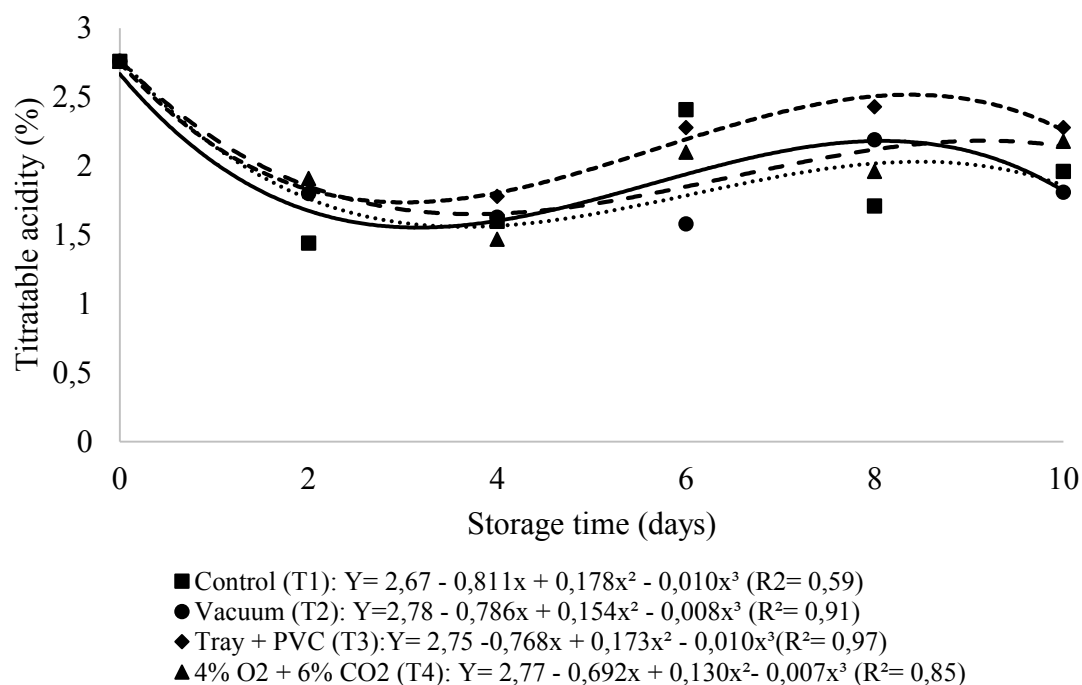 3
2,5
2
1,5
1
0,5
0
Titratable acidity (%)
0 2 4 6 8 10
Storage time (days)
Control (T1): Y= 2,67 - 0,811x + 0,178x² - 0,010x³ (R2= 0,59)
Vacuum (T2): Y=2,78 - 0,786x + 0,154x² - 0,008x³ (R²= 0,91)
Tray + PVC (T3):Y= 2,75 -0,768x + 0,173x² - 0,010x³(R²= 0,97)
4% O2 + 6% CO2 (T4): Y= 2,77 - 0,692x + 0,130x²- 0,007x³ (R²= 0,85)